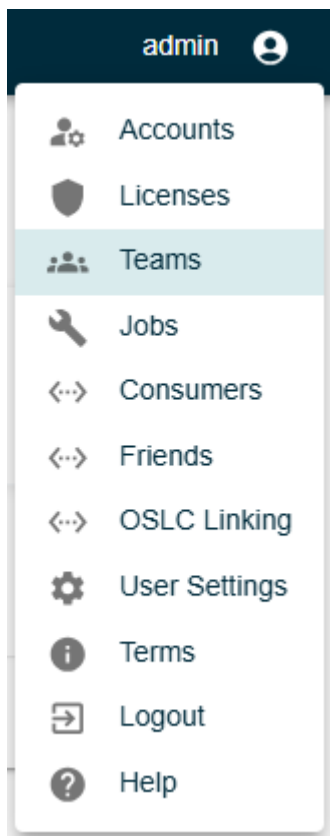 admin
Accounts
Licenses
Teams
Jobs
Consumers
Friends
OSLC Linking
User Settings
Terms
Logout
Help